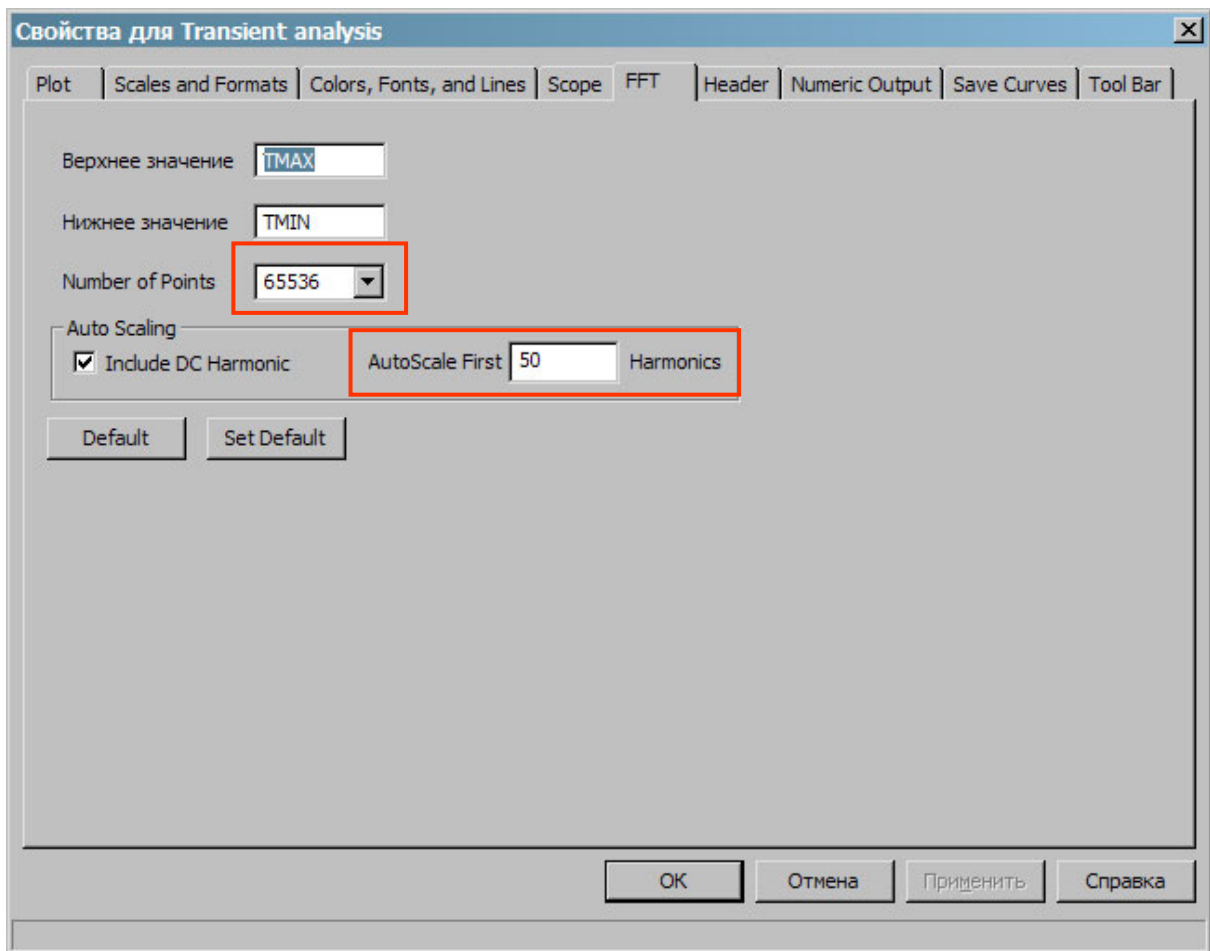 Свойства для Transient analysis
Plot Scales and Formats Colors, Fonts, and Lines Scope FFT Header Numeric Output Save Curves Tool Bar
Верхнее значение TMAX
Нижнее значение TMIN
Number of Points 65536
Auto Scaling
Include DC Harmonic AutoScale First 50 Harmonics
Default Set Default
OK Отмена Применить Справка